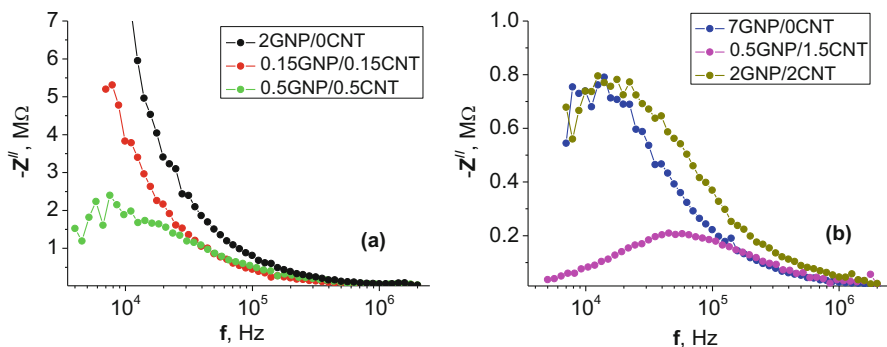 7
6
5
4
3
2
1
-Z'', MΩ
2GNP/0CNT
0.15GNP/0.15CNT
0.5GNP/0.5CNT
(a)
10^4
10^5
10^6
f, Hz
1.0
0.8
0.6
0.4
0.2
-Z'', MΩ
7GNP/0CNT
0.5GNP/1.5CNT
2GNP/2CNT
(b)
10^4
10^5
10^6
f, Hz